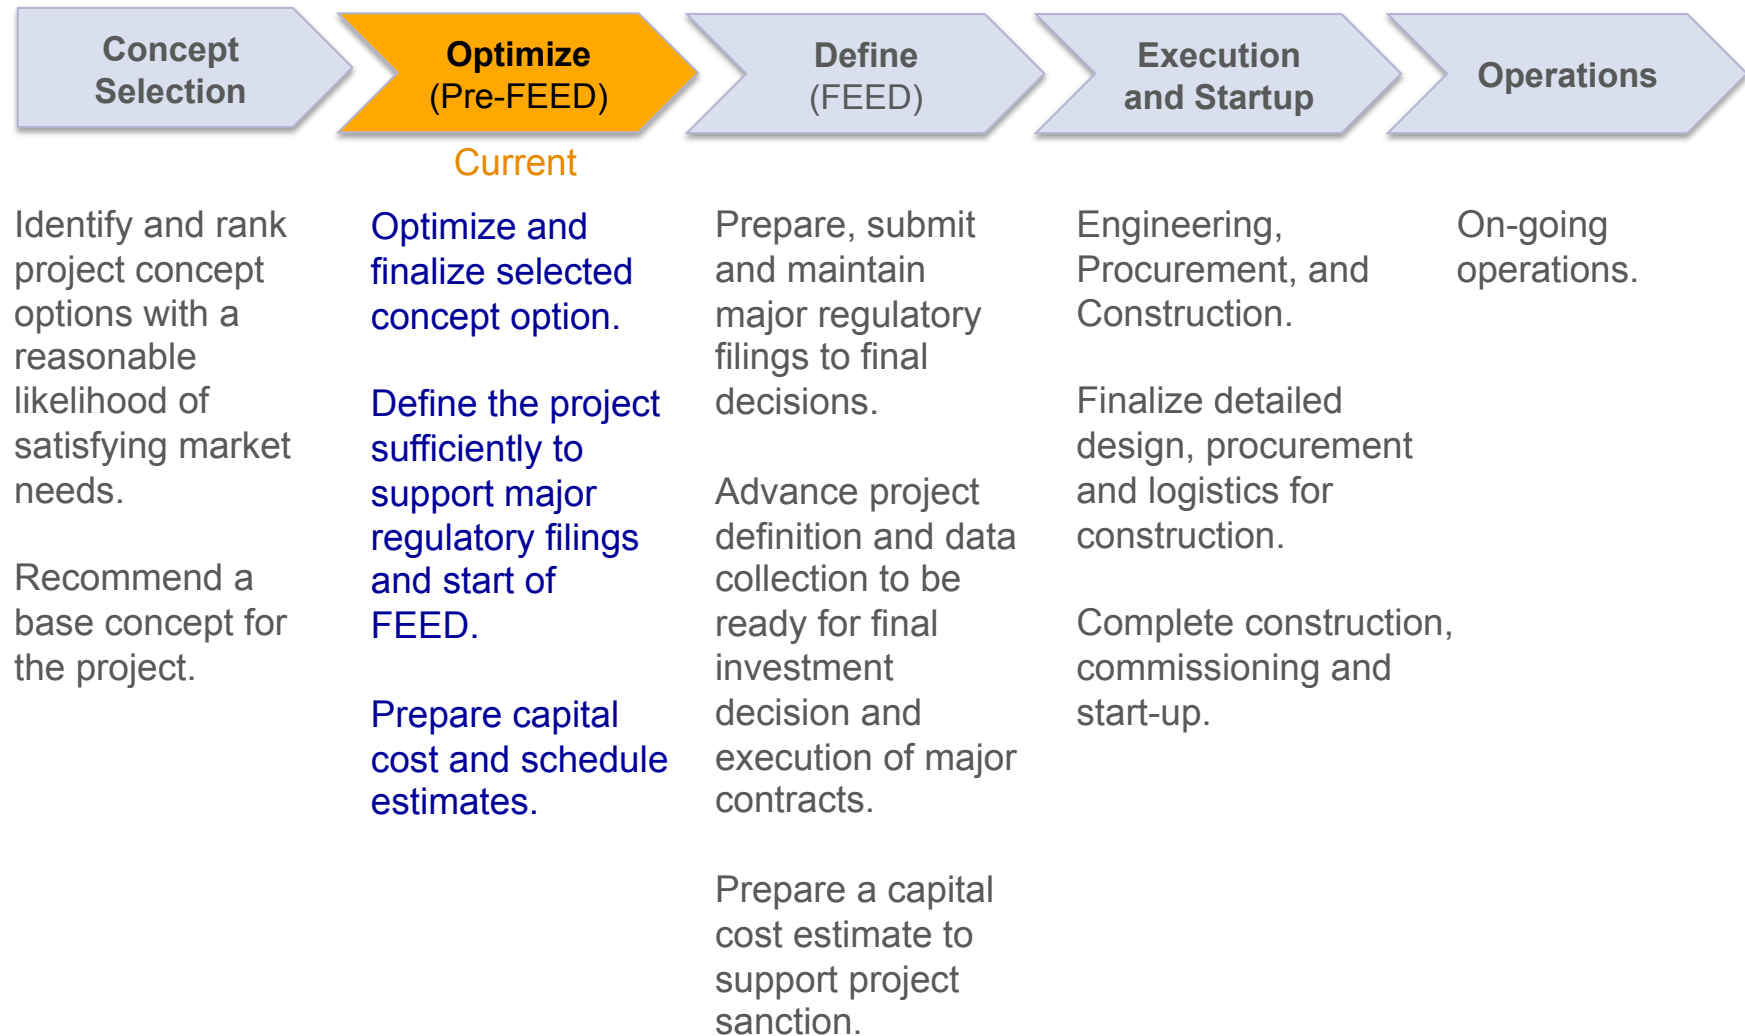 Concept
Selection
Optimize
(Pre-FEED)
Define
(FEED)
Execution
and Startup
Operations
Current
Identify and rank
project concept
options with a
reasonable
likelihood of
satisfying market
needs.
Recommend a
base concept for
the project.
Optimize and
finalize selected
concept option.
Define the project
sufficiently to
support major
regulatory filings
and start of
FEED.
Prepare capital
cost and schedule
estimates.
Prepare, submit
and maintain
major regulatory
filings to final
decisions.
Advance project
definition and data
collection to be
ready for final
investment
decision and
execution of major
contracts.
Prepare a capital
cost estimate to
support project
sanction.
Engineering,
Procurement, and
Construction.
Finalize detailed
design, procurement
and logistics for
construction.
Complete construction,
commissioning and
start-up.
On-going
operations.